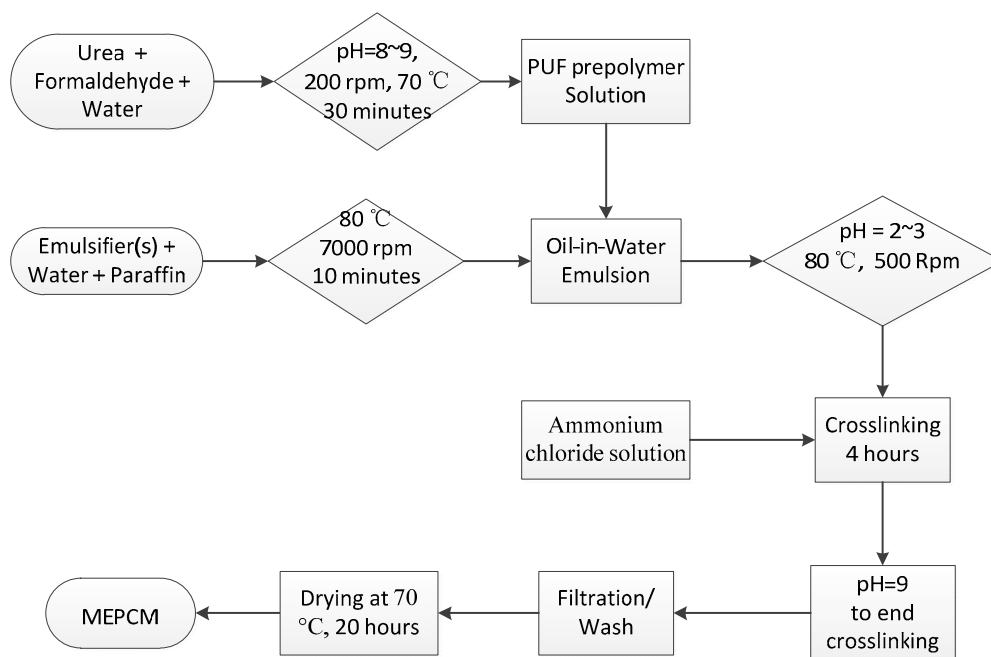 Urea +
Formaldehyde +
Water
pH=8~9,
200 rpm, 70 ℃
30 minutes
PUF prepolymer
Solution
Emulsifier(s) +
Water + Paraffin
80 ℃
7000 rpm
10 minutes
Oil-in-Water
Emulsion
pH = 2~3
80 ℃, 500 Rpm
Ammonium
chloride solution
Crosslinking
4 hours
MEPCM
Drying at 70
°C, 20 hours
Filtration/
Wash
pH=9
to end
crosslinking